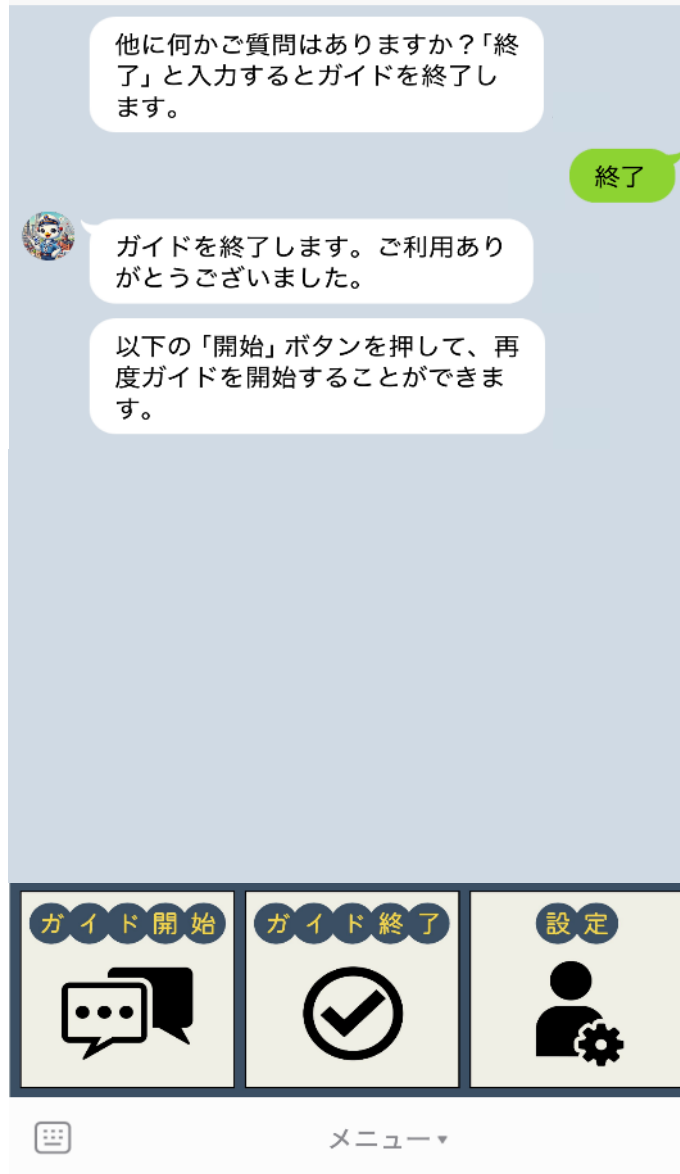 他に何かご質問はありますか？「終
了」と入力するとガイドを終了し
ます。
終了
ガイドを終了します。ご利用あり
がとうございました。
以下の「開始」ボタンを押して、再
度ガイドを開始することができま
す。
ガイド開始
ガイド終了
設定
メニュー▾